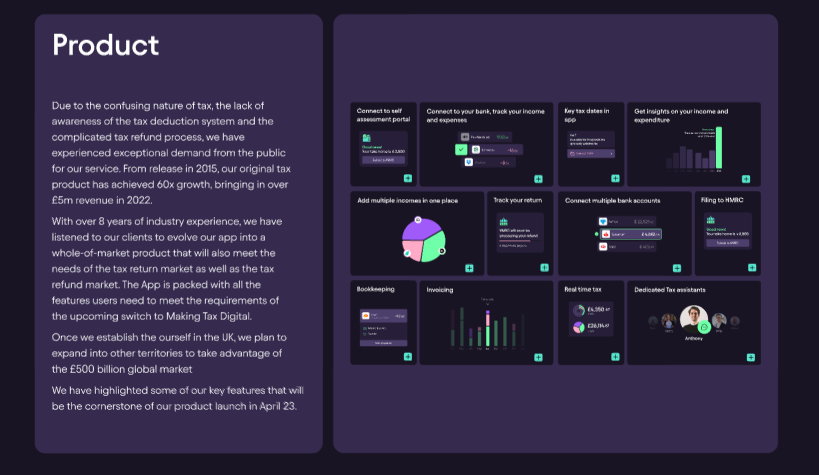 Product
Due to the confusing nature of tax, the lack of
awareness of the tax deduction system and the
complicated tax refund process, we have
experienced exceptional demand from the public
for our service. From release in 2015, our original tax
product has achieved 60x growth, bringing in over
£5m revenue in 2022.
With over 8 years of industry experience, we have
listened to our clients to evolve our app into a
whole-of-market product that will also meet the
needs of the tax return market as well as the tax
refund market. The App is packed with all the
features users need to meet the requirements of
the upcoming switch to Making Tax Digital.
Once we establish the ourself in the UK, we plan to
expand into other territories to take advantage of
the £500 billion global market
We have highlighted some of our key features that will
be the cornerstone of our product launch in April 23.
Connect to self
assessment portal
Good news!
Connect to your bank, track your income
and expenses
Key tax dates in
app
Get insights on your income and
expenditure
Add multiple incomes in one place
Track your return
Connect multiple bank accounts
Filing to HMRC
Good news!
Bookkeeping
Invoicing
Real time tax
£4,350
Dedicated Tax assistants
Anthony